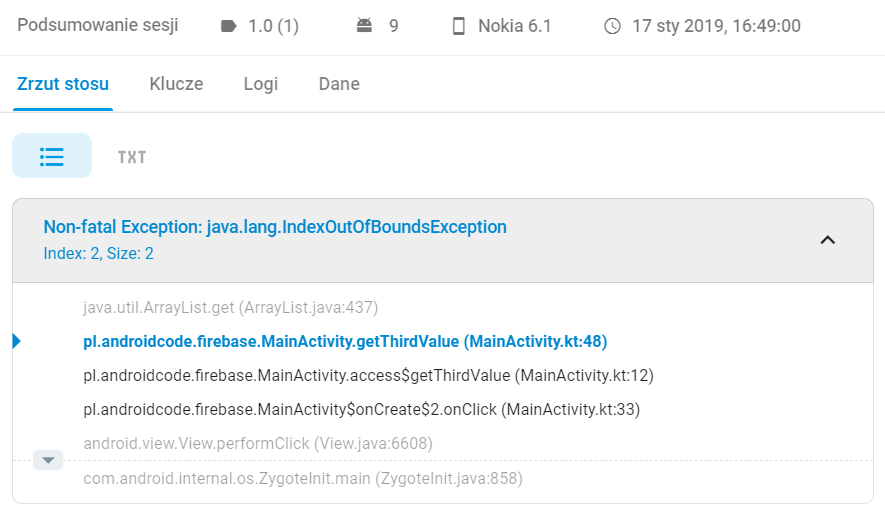 Podsumowanie sesji 1.0 (1) 9 Nokia 6.1 17 sty 2019, 16:49:00
Zrzut stosu Klucze Logi Dane
TXT
Non-fatal Exception: java.lang.IndexOutOfBoundsException
Index: 2, Size: 2
java.util.ArrayList.get (ArrayList.java:437)
pl.androidcode.firebase.MainActivity.getThirdValue (MainActivity.kt:48)
pl.androidcode.firebase.MainActivity.access$getThirdValue (MainActivity.kt:12)
pl.androidcode.firebase.MainActivity$onCreate$2.onClick (MainActivity.kt:33)
android.view.View.performClick (View.java:6608)
com.android.internal.os.ZygoteInit.main (ZygoteInit.java:858)